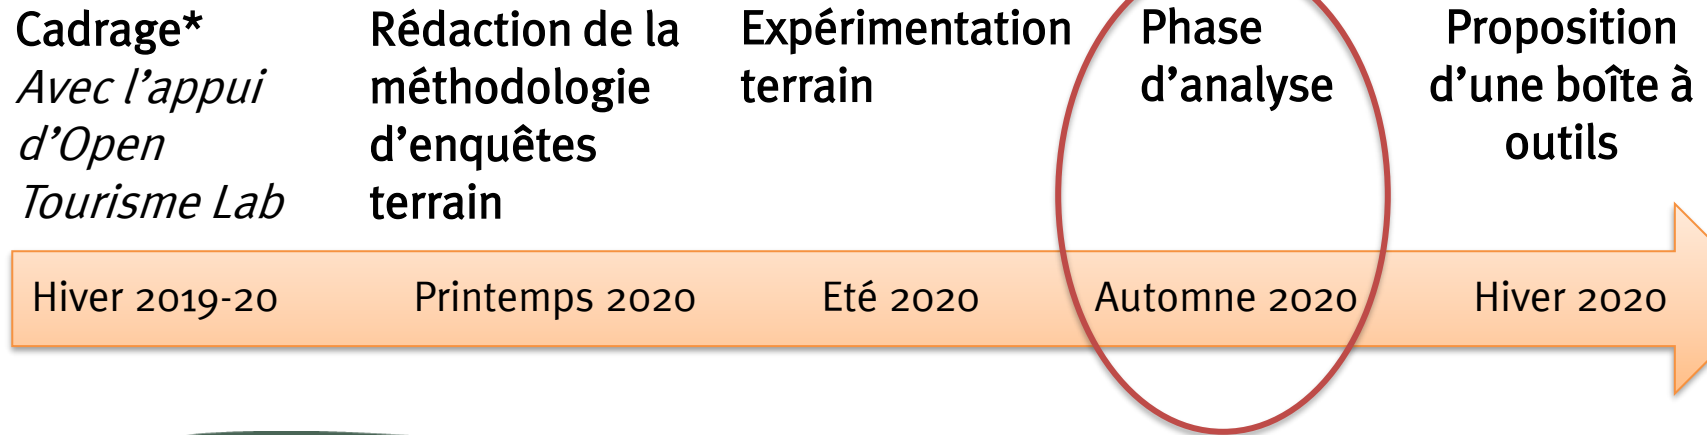 Cadrage*
Avec l'appui
d'Open
Tourisme Lab
Rédaction de la
méthodologie
d'enquêtes
terrain
Expérimentation
terrain
Phase
d'analyse
Proposition
d'une boîte à
outils
Hiver 2019-20
Printemps 2020
Eté 2020
Automne 2020
Hiver 2020